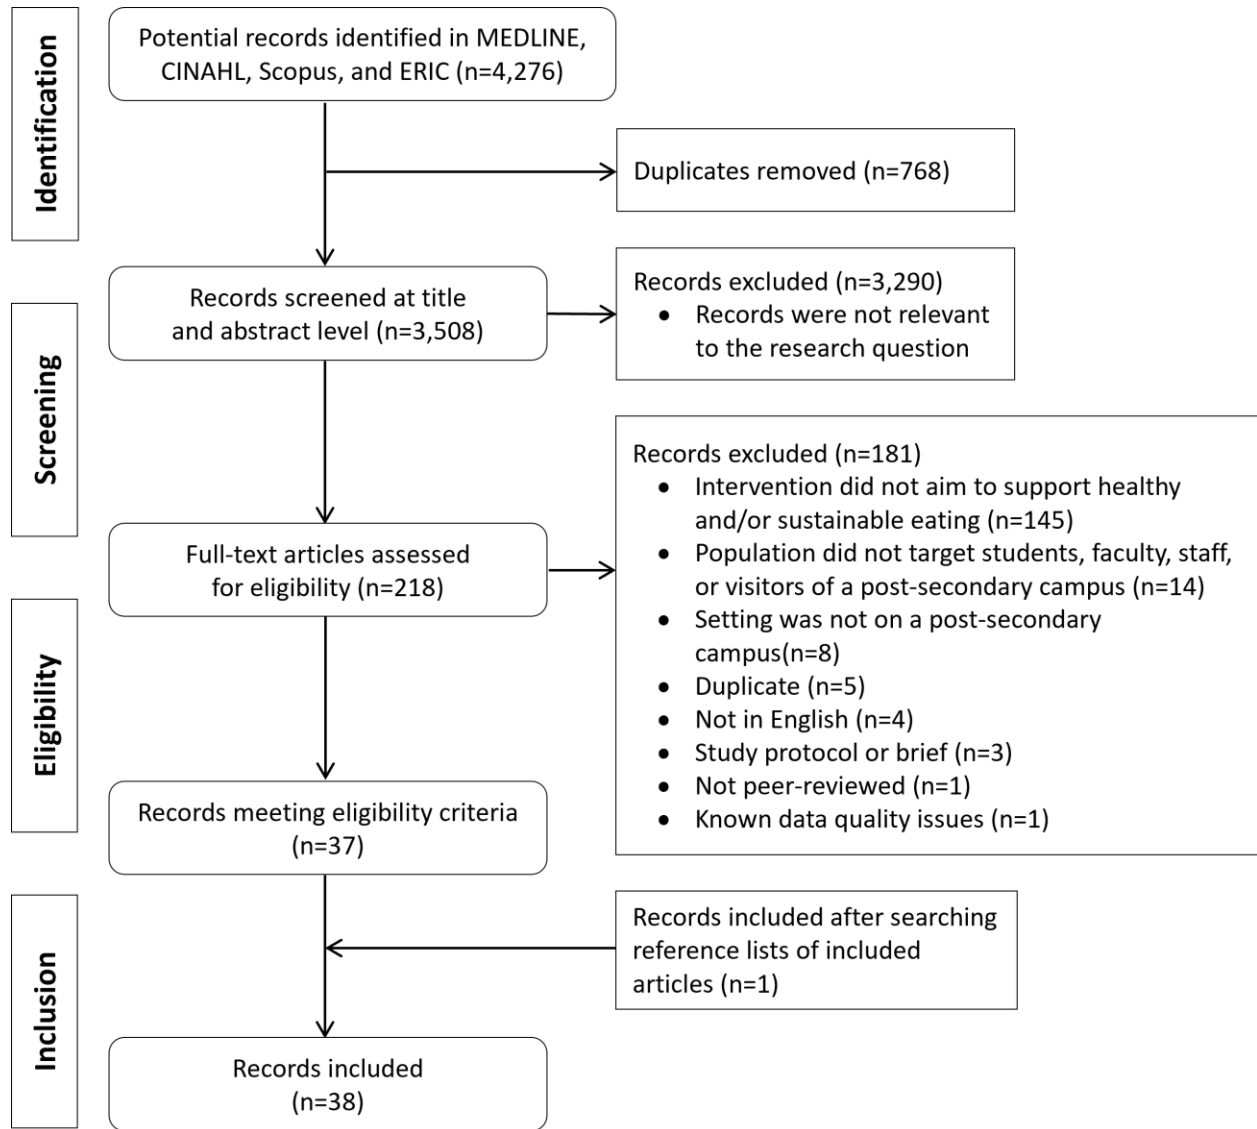 Identification
Potential records identified in MEDLINE,
CINAHL, Scopus, and ERIC (n=4,276)
Duplicates removed (n=768)
Screening
Records screened at title
and abstract level (n=3,508)
Records excluded (n=3,290)
• Records were not relevant
to the research question
Eligibility
Full-text articles assessed
for eligibility (n=218)
Records excluded (n=181)
• Intervention did not aim to support healthy
and/or sustainable eating (n=145)
• Population did not target students, faculty, staff,
or visitors of a post-secondary campus (n=14)
• Setting was not on a post-secondary
campus(n=8)
• Duplicate (n=5)
• Not in English (n=4)
• Study protocol or brief (n=3)
• Not peer-reviewed (n=1)
• Known data quality issues (n=1)
Records meeting eligibility criteria
(n=37)
Inclusion
Records included after searching
reference lists of included
articles (n=1)
Records included
(n=38)